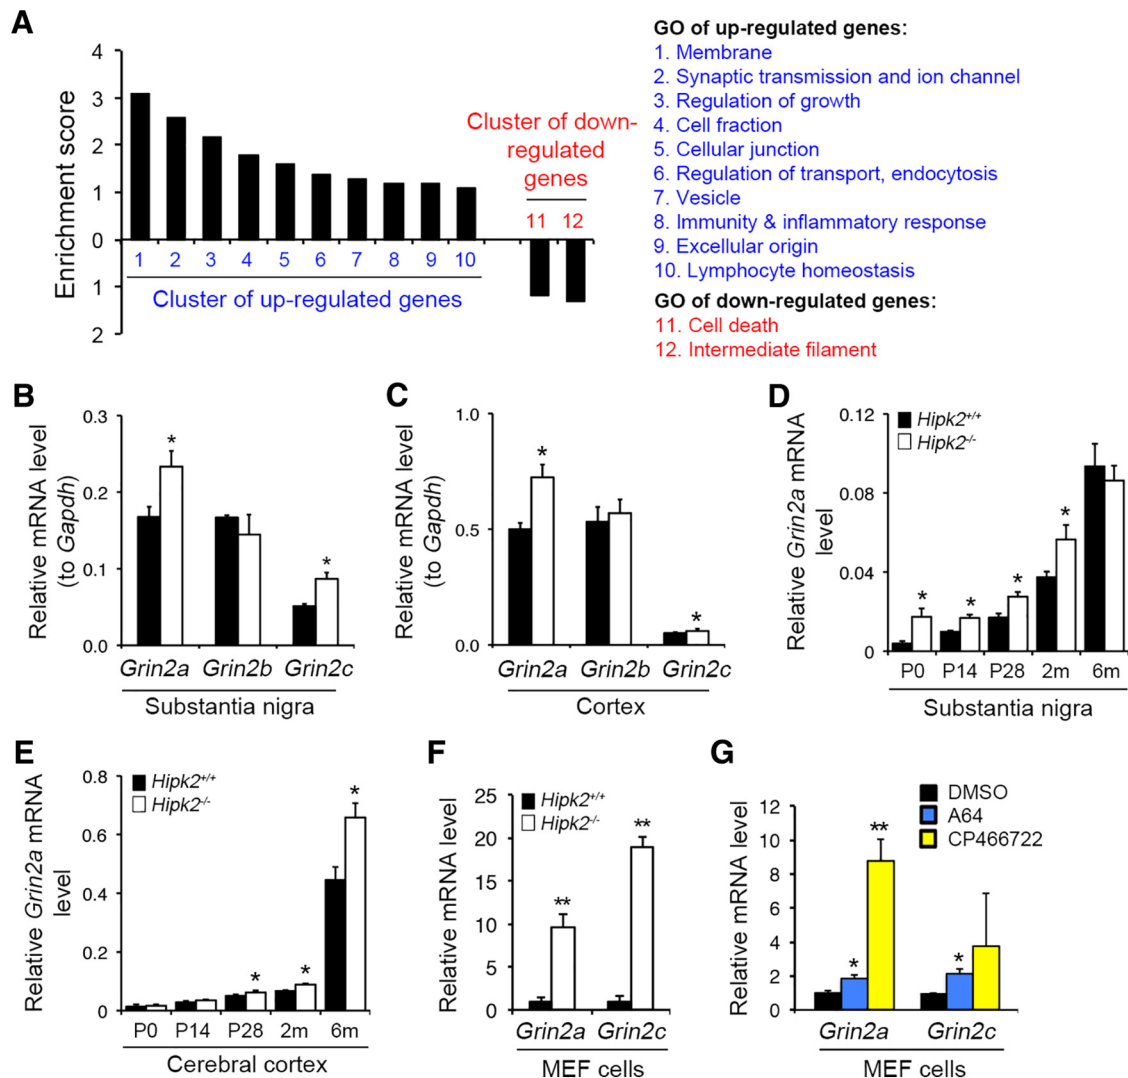 A
Enrichment score
4
3
2
1
0
1
2
1 2 3 4 5 6 7 8 9 10
Cluster of up-regulated genes
Cluster of down-
regulated
genes
11 12
GO of up-regulated genes:
1. Membrane
2. Synaptic transmission and ion channel
3. Regulation of growth
4. Cell fraction
5. Cellular junction
6. Regulation of transport, endocytosis
7. Vesicle
8. Immunity & inflammatory response
9. Excellular origin
10. Lymphocyte homeostasis
GO of down-regulated genes:
11. Cell death
12. Intermediate filament
B
Relative mRNA level
(to Gapdh)
0.3
0.2
0.1
0.0
*
*
Grin2a Grin2b Grin2c
Substantia nigra
C
Relative mRNA level
(to Gapdh)
1.0
0.5
0.0
*
*
Grin2a Grin2b Grin2c
Cortex
D
Relative Grin2a mRNA
level
0.12
0.08
0.04
0
Hipk2+/+
Hipk2-/-
* * * *
P0 P14 P28 2m 6m
Substantia nigra
E
Relative Grin2a mRNA
level
0.8
0.6
0.4
0.2
0
Hipk2+/+
Hipk2-/-
* * *
P0 P14 P28 2m 6m
Cerebral cortex
F
Relative mRNA level
25
20
15
10
5
0
Hipk2+/+
Hipk2-/-
** **
Grin2a Grin2c
MEF cells
G
Relative mRNA level
12
10
8
6
4
2
0
DMSO
A64
CP466722
* ** *
Grin2a Grin2c
MEF cells